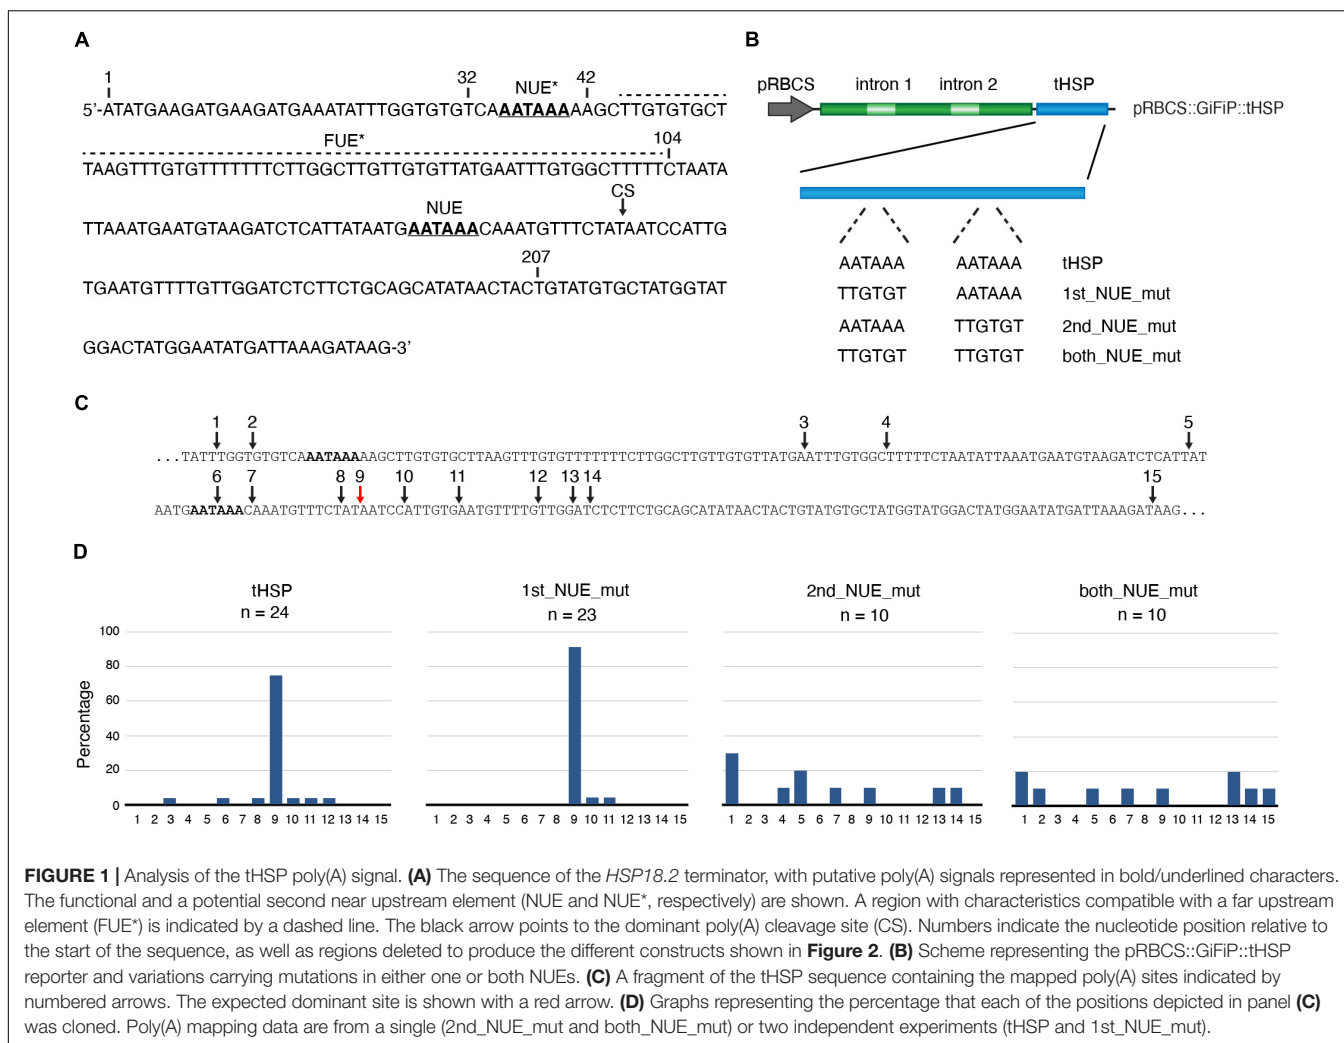 A
1 32 NUE* 42
5'-ATATGAAGATGAAGATGAAATATTTGGTGTGTCAAATAAAAAGCTTGTGTGCT
FUE* 104
TAAGTTTGTGTTTTTTTCTTGGCTTGTTGTGTTATGAATTTGTGGCTTTTTCTAATA
NUE CS
TTAAATGAATGTAAGATCTCATTATAATGAATAAACAAATGTTTCTATAATCCATTG
207
TGAATGTTTTGTTGGATCTCTTCTGCAGCATATAACTACTGTATGTGCTATGGTAT
GGACTATGGAATATGATTAAAGATAAG-3'
B
pRBCS intron 1 intron 2 tHSP
pRBCS::GiFiP::tHSP
AATAAA AATAAA tHSP
TTGTGT AATAAA 1st_NUE_mut
AATAAA TTGTGT 2nd_NUE_mut
TTGTGT TTGTGT both_NUE_mut
C
1 2 3 4 5
...TATTTGGTGTGTCAAATAAAAAGCTTGTGTGCTTAAGTTTGTGTTTTTTTCTTGGCTTGTTGTGTTATGAATTTGTGGCTTTTTCTAATATTAAATGAATGTAAGATCTCATTAT
6 7 8 9 10 11 12 13 14 15
AATGAATAAACAAATGTTTCTATAATCCATTGTGAATGTTTTGTTGGATCTCTTCTGCAGCATATAACTACTGTATGTGCTATGGTATGGACTATGGAATATGATTAAAGATAAG...
D
tHSP
n = 24
1st_NUE_mut
n = 23
2nd_NUE_mut
n = 10
both_NUE_mut
n = 10
Percentage
100
80
60
40
20
0
1 2 3 4 5 6 7 8 9 10 11 12 13 14 15
1 2 3 4 5 6 7 8 9 10 11 12 13 14 15
1 2 3 4 5 6 7 8 9 10 11 12 13 14 15
1 2 3 4 5 6 7 8 9 10 11 12 13 14 15
FIGURE 1 | Analysis of the tHSP poly(A) signal. (A) The sequence of the HSP18.2 terminator, with putative poly(A) signals represented in bold/underlined characters.
The functional and a potential second near upstream element (NUE and NUE*, respectively) are shown. A region with characteristics compatible with a far upstream
element (FUE*) is indicated by a dashed line. The black arrow points to the dominant poly(A) cleavage site (CS). Numbers indicate the nucleotide position relative to
the start of the sequence, as well as regions deleted to produce the different constructs shown in Figure 2. (B) Scheme representing the pRBCS::GiFiP::tHSP
reporter and variations carrying mutations in either one or both NUEs. (C) A fragment of the tHSP sequence containing the mapped poly(A) sites indicated by
numbered arrows. The expected dominant site is shown with a red arrow. (D) Graphs representing the percentage that each of the positions depicted in panel (C)
was cloned. Poly(A) mapping data are from a single (2nd_NUE_mut and both_NUE_mut) or two independent experiments (tHSP and 1st_NUE_mut).